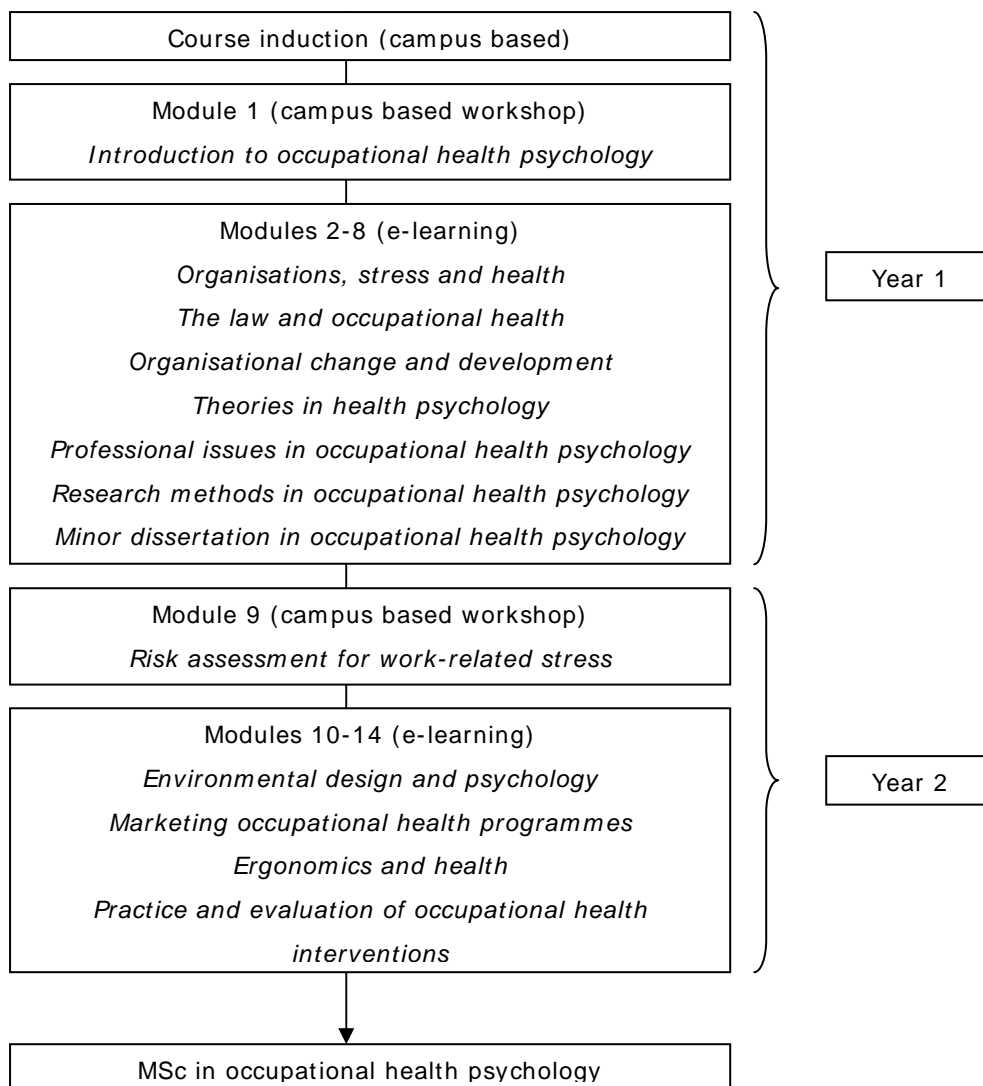 Course induction (campus based)
Module 1 (campus based workshop)
Introduction to occupational health psychology
Modules 2-8 (e-learning)
Organisations, stress and health
The law and occupational health
Organisational change and development
Theories in health psychology
Professional issues in occupational health psychology
Research methods in occupational health psychology
Minor dissertation in occupational health psychology
Year 1
Module 9 (campus based workshop)
Risk assessment for work-related stress
Modules 10-14 (e-learning)
Environmental design and psychology
Marketing occupational health programmes
Ergonomics and health
Practice and evaluation of occupational health
interventions
Year 2
MSc in occupational health psychology